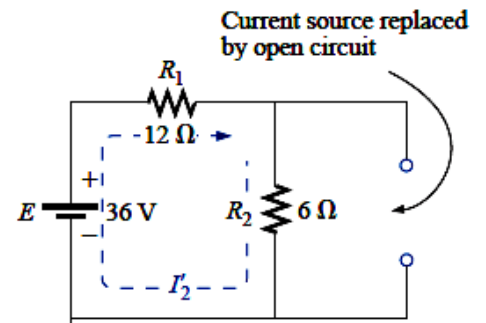 Current source replaced
by open circuit
R₁
12 Ω
+
E
36 V
R₂
6 Ω
−
I′₂